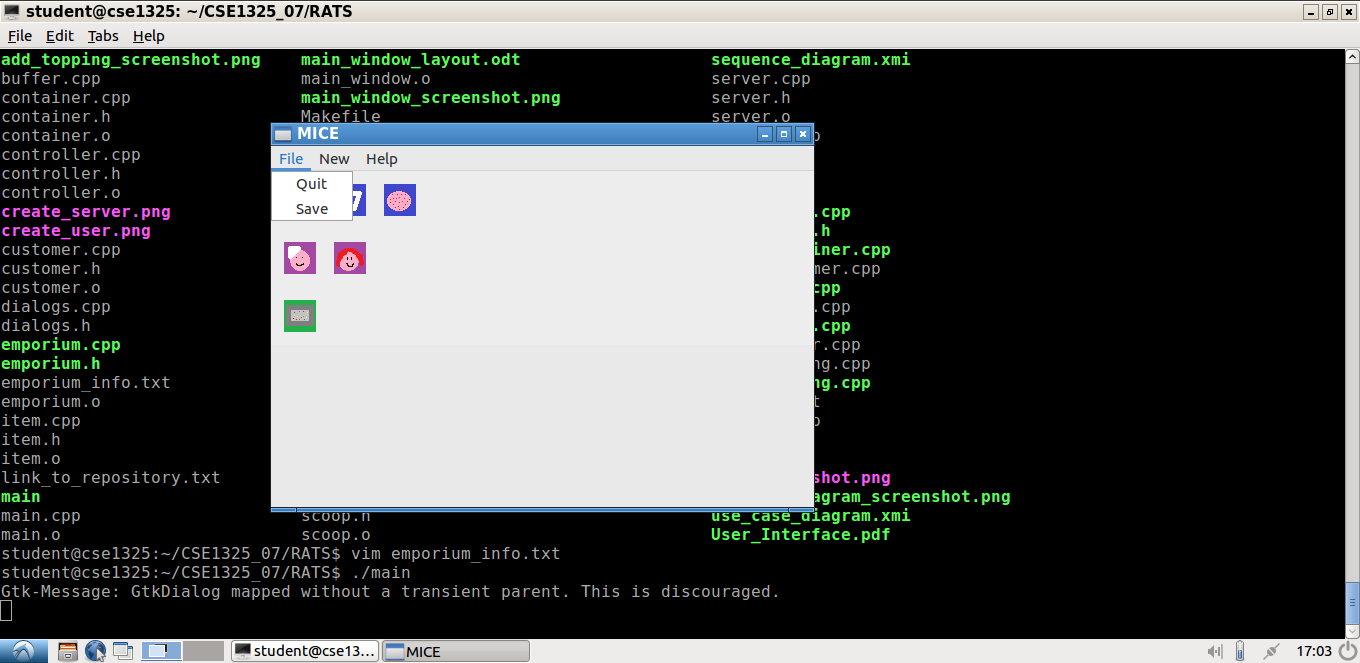 student@cse1325: ~/CSE1325_07/RATS
File Edit Tabs Help
add_topping_screenshot.png main_window_layout.odt sequence_diagram.xmi
buffer.cpp main_window.o server.cpp
container.cpp main_window_screenshot.png server.h
container.h Makefile server.o
container.o p
MICE
controller.cpp
File New Help
controller.h
Quit
controller.o
7
Save
create_server.png .cpp
create_user.png .h
customer.cpp iner.cpp
customer.h mer.cpp
customer.o cpp
dialogs.cpp .cpp
dialogs.h .cpp
emporium.cpp r.cpp
emporium.h ng.cpp
emporium_info.txt ng.cpp
emporium.o t
item.cpp p
item.h
item.o
link_to_repository.txt shot.png
main agram_screenshot.png
main.cpp scoop.h use_case_diagram.xmi
main.o scoop.o User_Interface.pdf
student@cse1325:~/CSE1325_07/RATS$ vim emporium_info.txt
student@cse1325:~/CSE1325_07/RATS$ ./main
Gtk-Message: GtkDialog mapped without a transient parent. This is discouraged.
student@cse13... MICE 17:03